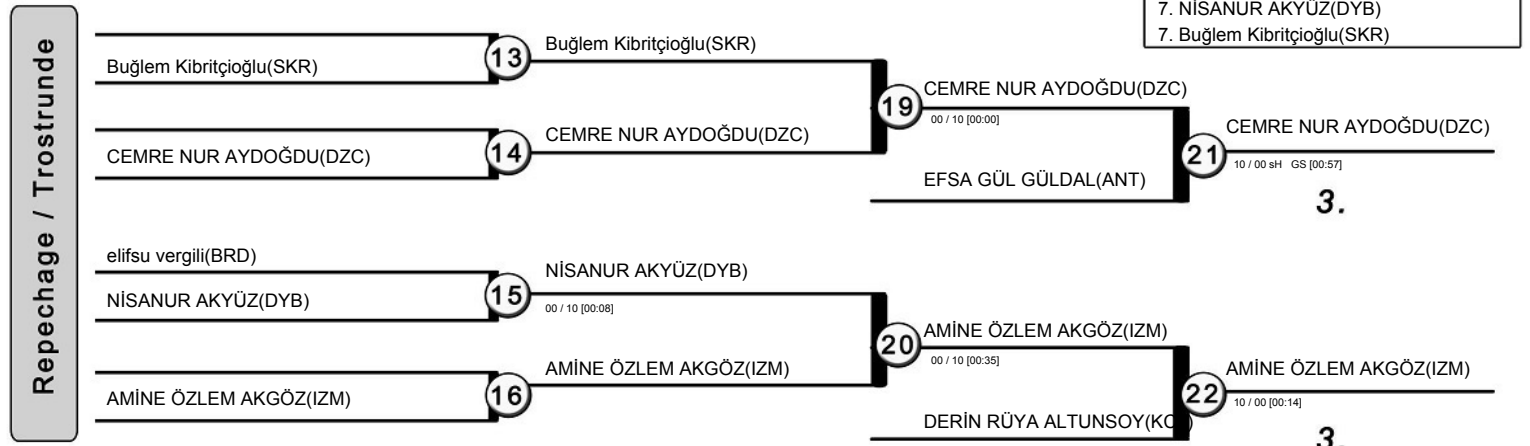 Repechage / Trostrunde
7. NİSANUR AKYÜZ(DYB)
7. Buğlem Kibritçioğlu(SKR)
Buğlem Kibritçioğlu(SKR)
13
Buğlem Kibritçioğlu(SKR)
CEMRE NUR AYDOĞDU(DZC)
14
CEMRE NUR AYDOĞDU(DZC)
19
CEMRE NUR AYDOĞDU(DZC)
00 / 10 [00:00]
EFSA GÜL GÜLDAL(ANT)
21
CEMRE NUR AYDOĞDU(DZC)
10 / 00 sH GS [00:57]
3.
elifsu vergili(BRD)
NİSANUR AKYÜZ(DYB)
15
NİSANUR AKYÜZ(DYB)
00 / 10 [00:08]
AMİNE ÖZLEM AKGÖZ(IZM)
16
AMİNE ÖZLEM AKGÖZ(IZM)
20
AMİNE ÖZLEM AKGÖZ(IZM)
00 / 10 [00:35]
DERİN RÜYA
22
AMİNE ÖZLEM AKGÖZ(IZM)
10 / 00 [00:14]
3.